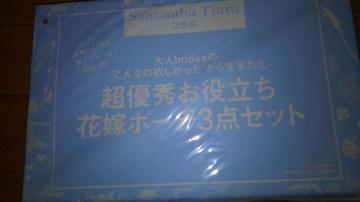 Samantha Tiara
コラボ
大人bridesの
こんなの欲しかった から生まれた
超優秀お役立ち
花嫁ポーチ3点セット